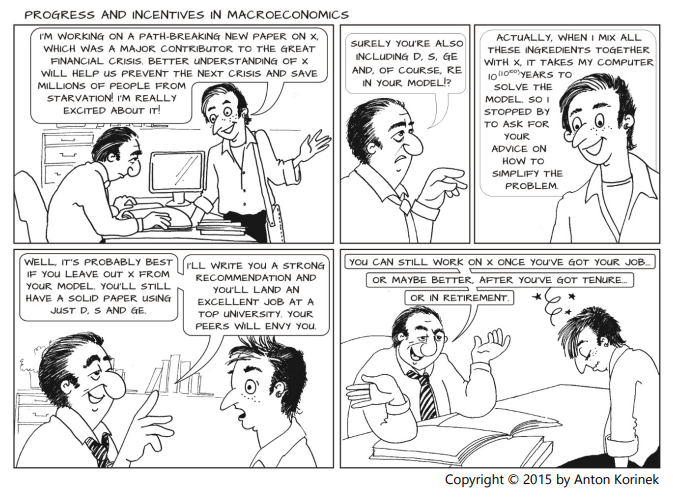 PROGRESS AND INCENTIVES IN MACROECONOMICS
I'M WORKING ON A PATH-BREAKING NEW PAPER ON X,
WHICH WAS A MAJOR CONTRIBUTOR TO THE GREAT
FINANCIAL CRISIS. BETTER UNDERSTANDING OF X
WILL HELP US PREVENT THE NEXT CRISIS AND SAVE
MILLIONS OF PEOPLE FROM
STARVATION! I'M REALLY
EXCITED ABOUT IT!
SURELY YOU'RE ALSO
INCLUDING D, S, GE
AND, OF COURSE, RE
IN YOUR MODEL!?
ACTUALLY, WHEN I MIX ALL
THESE INGREDIENTS TOGETHER
WITH X, IT TAKES MY COMPUTER
10^(10^00) YEARS TO
SOLVE THE
MODEL. SO I
STOPPED BY
TO ASK FOR
YOUR
ADVICE ON
HOW TO
SIMPLIFY THE
PROBLEM.
WELL, IT'S PROBABLY BEST
IF YOU LEAVE OUT X FROM
YOUR MODEL. YOU'LL STILL
HAVE A SOLID PAPER USING
JUST D, S AND GE.
I'LL WRITE YOU A STRONG
RECOMMENDATION AND
YOU'LL LAND AN
EXCELLENT JOB AT A
TOP UNIVERSITY. YOUR
PEERS WILL ENVY YOU.
YOU CAN STILL WORK ON X ONCE YOU'VE GOT YOUR JOB...
OR MAYBE BETTER, AFTER YOU'VE GOT TENURE...
OR IN RETIREMENT.
Copyright © 2015 by Anton Korinek